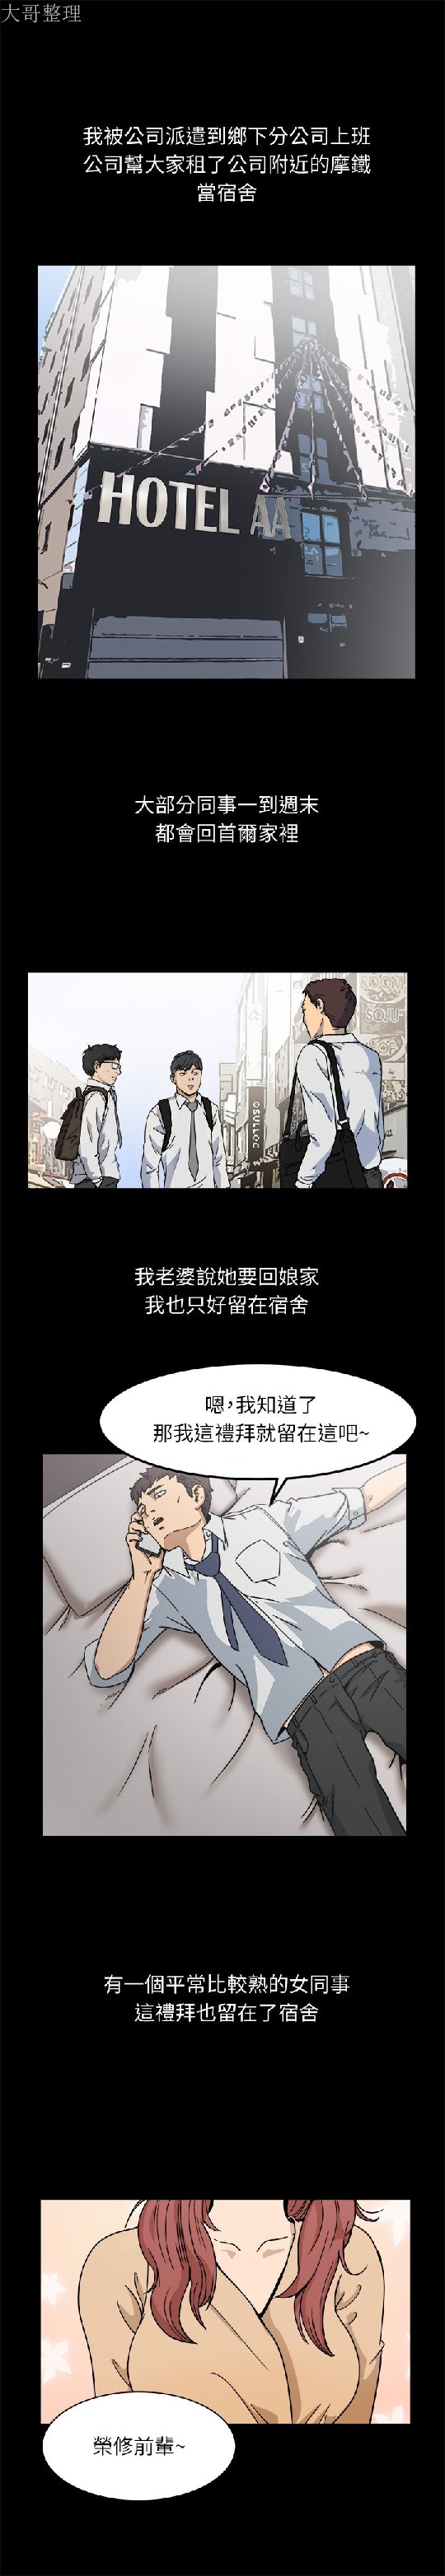 大哥整理
我被公司派遣到鄉下分公司上班
公司幫大家租了公司附近的摩鐵
當宿舍
HOTEL AA
大部分同事一到週末
都會回首爾家裡
OSULLOC
我老婆說她要回娘家
我也只好留在宿舍
嗯，我知道了
那我這禮拜就留在這吧~
有一個平常比較熟的女同事
這禮拜也留在了宿舍
榮修前輩~